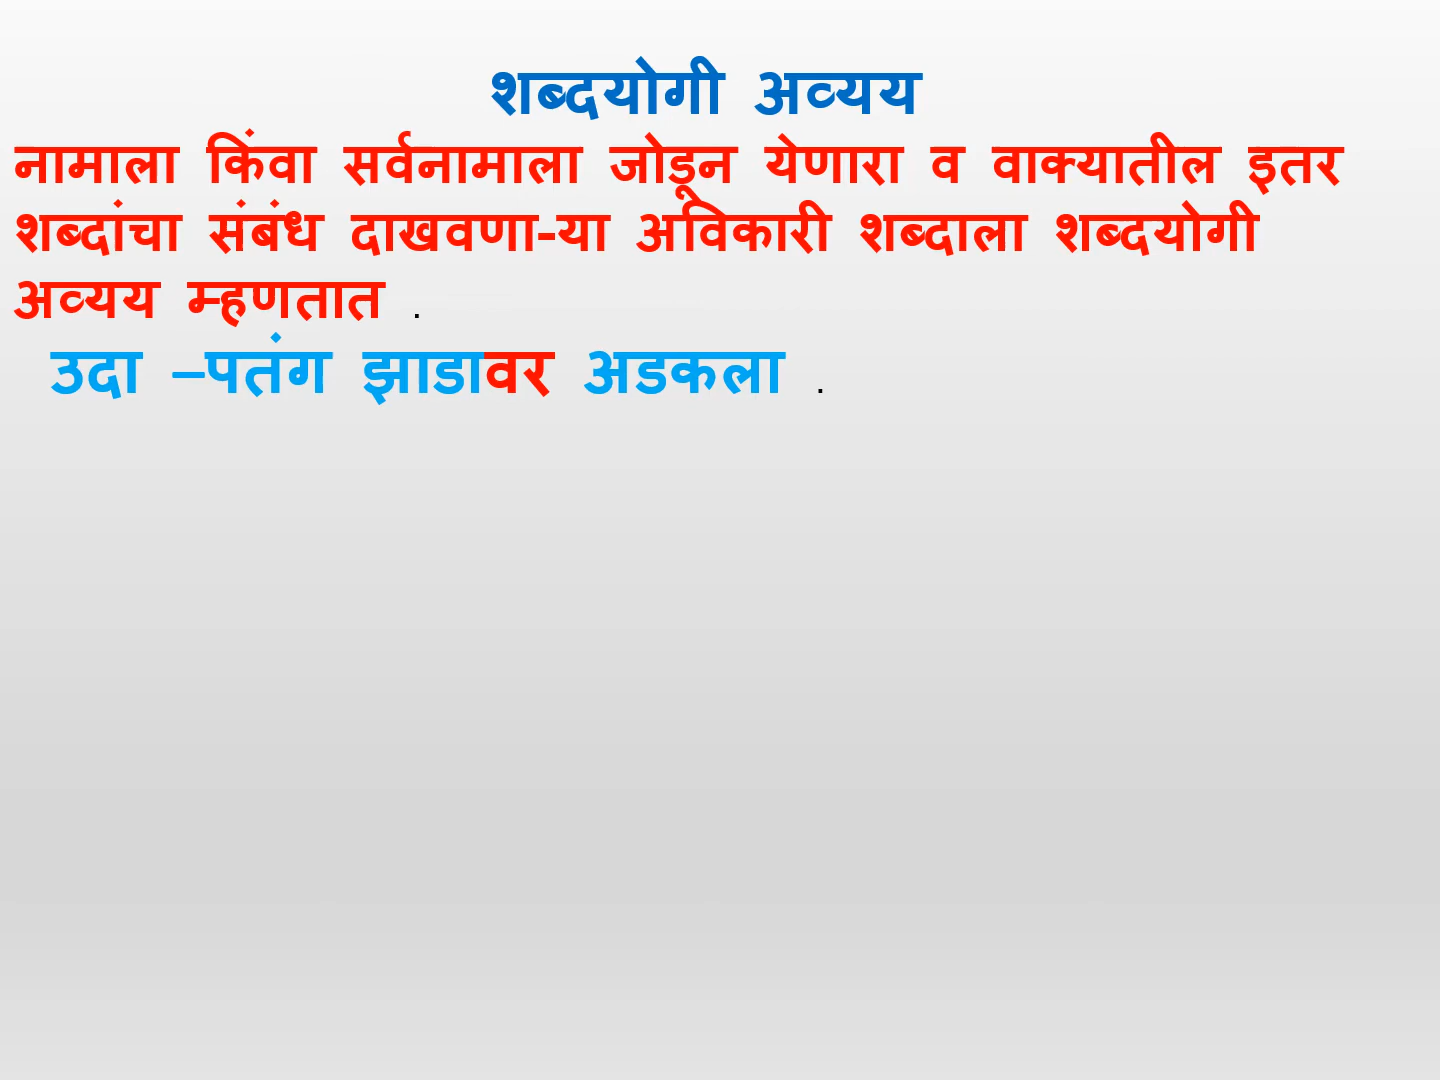 शब्दयोगी अव्यय
नामाला किंवा सर्वनामाला जोडून येणारा व वाक्यातील इतर
शब्दांचा संबंध दाखवणा-या अविकारी शब्दाला शब्दयोगी
अव्यय म्हणतात .
उदा –पतंग झाडावर अडकला .